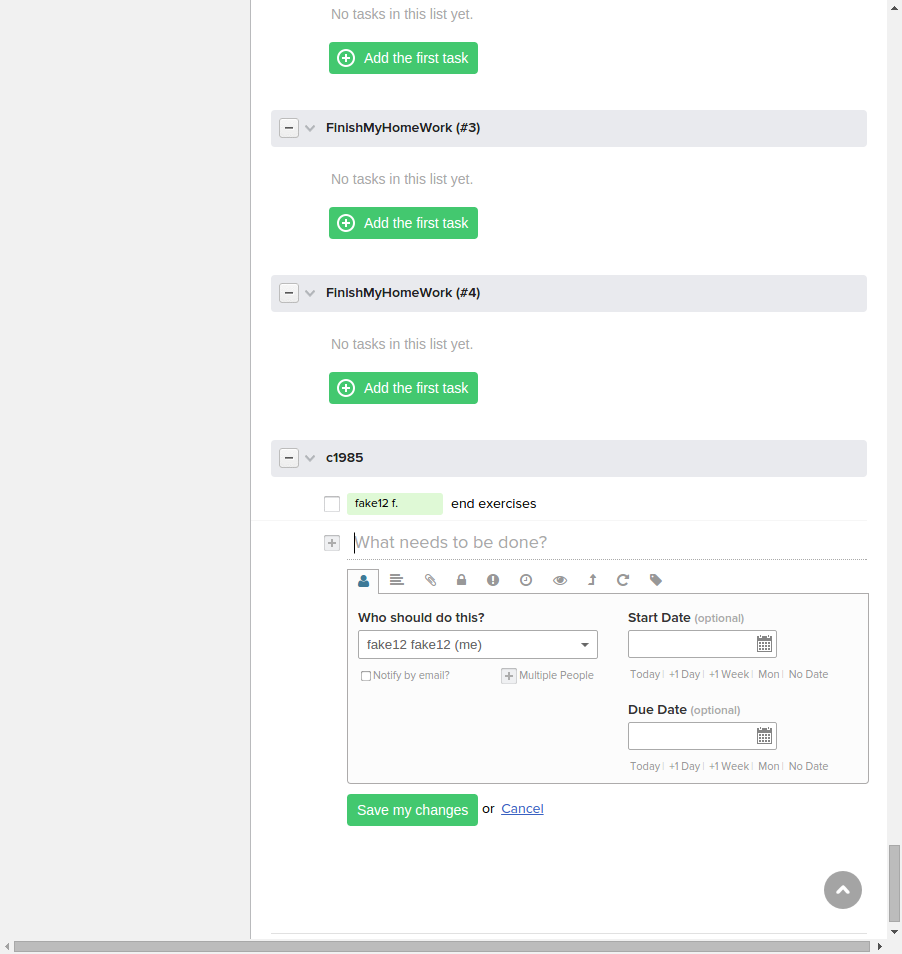 No tasks in this list yet.
Add the first task
FinishMyHomeWork (#3)
No tasks in this list yet.
Add the first task
FinishMyHomeWork (#4)
No tasks in this list yet.
Add the first task
c1985
fake12 f. end exercises
What needs to be done?
Who should do this?
fake12 fake12 (me)
Notify by email? Multiple People
Start Date (optional)
Today +1 Day +1 Week Mon No Date
Due Date (optional)
Today +1 Day +1 Week Mon No Date
Save my changes or Cancel